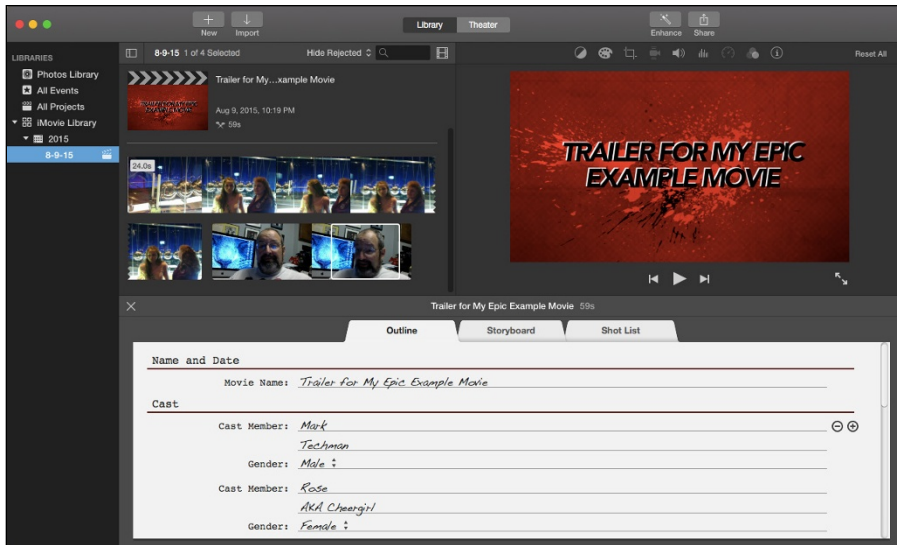 New
Import
Library
Theater
Enhance
Share
LIBRARIES
Photos Library
All Events
All Projects
iMovie Library
2015
8-9-15
8-9-15 1 of 4 Selected
Hide Rejected
Reset All
Trailer for My...xample Movie
Aug 9, 2015, 10:19 PM
59s
24.0s
TRAILER FOR MY EPIC
EXAMPLE MOVIE
Trailer for My Epic Example Movie 59s
Outline
Storyboard
Shot List
Name and Date
Movie Name: Trailer for My Epic Example Movie
Cast
Cast Member: Mark
Techman
Gender: Male
Cast Member: Rose
AKA Cheergirl
Gender: Female